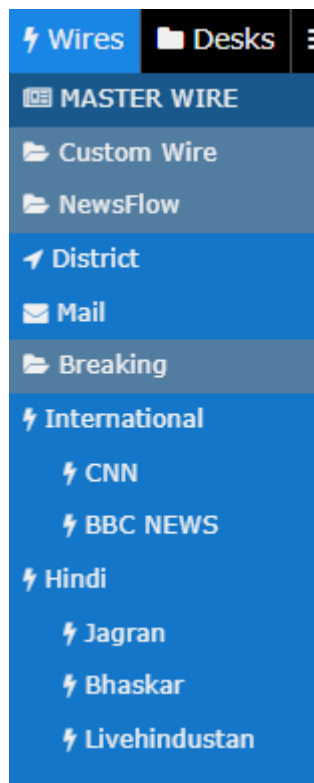 Wires Desks
MASTER WIRE
Custom Wire
NewsFlow
District
Mail
Breaking
International
CNN
BBC NEWS
Hindi
Jagran
Bhaskar
Livehindustan